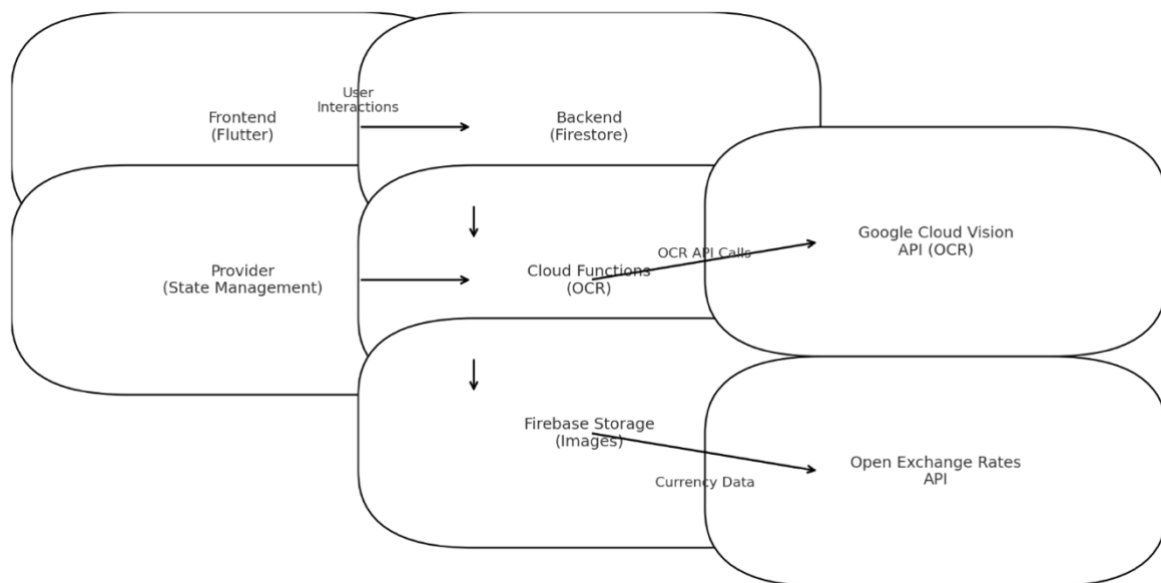 User
Interactions
Frontend
(Flutter)
Backend
(Firestore)
Google Cloud Vision
API (OCR)
OCR API Calls
Provider
(State Management)
Cloud Functions
(OCR)
Firebase Storage
(Images)
Open Exchange Rates
API
Currency Data